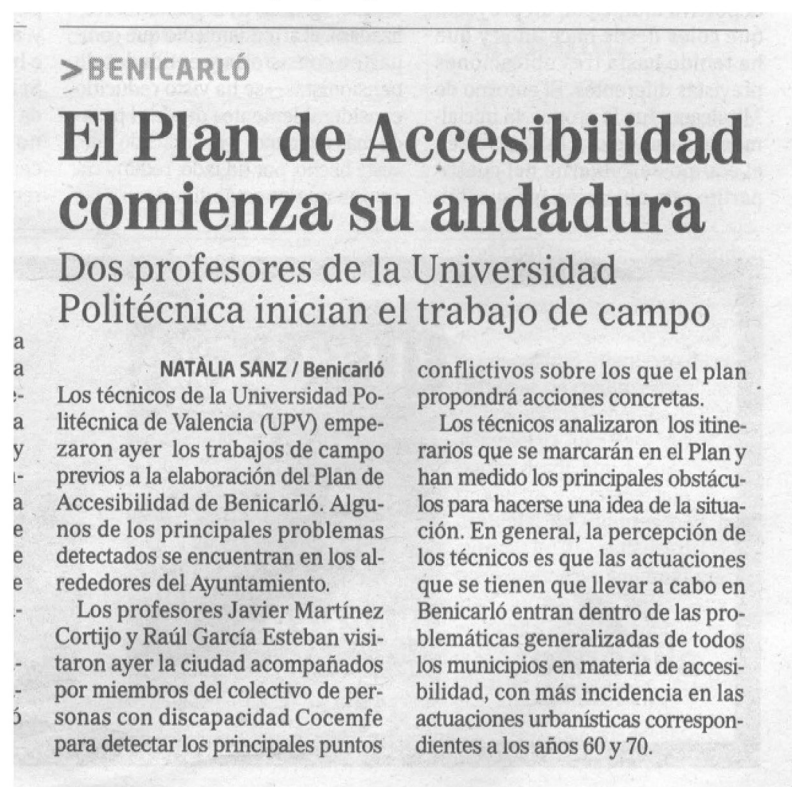 >BENICARLÓ
El Plan de Accesibilidad
comienza su andadura
Dos profesores de la Universidad
Politécnica inician el trabajo de campo
NATÀLIA SANZ / Benicarló
Los técnicos de la Universidad Po-
litécnica de Valencia (UPV) empe-
zaron ayer los trabajos de campo
previos a la elaboración del Plan de
Accesibilidad de Benicarló. Algu-
nos de los principales problemas
detectados se encuentran en los al-
rededores del Ayuntamiento.
Los profesores Javier Martínez
Cortijo y Raúl García Esteban visi-
taron ayer la ciudad acompañados
por miembros del colectivo de per-
sonas con discapacidad Cocemfe
para detectar los principales puntos
conflictivos sobre los que el plan
propondrá acciones concretas.
Los técnicos analizaron los itine-
rarios que se marcarán en el Plan y
han medido los principales obstácu-
los para hacerse una idea de la situa-
ción. En general, la percepción de
los técnicos es que las actuaciones
que se tienen que llevar a cabo en
Benicarló entran dentro de las pro-
blemáticas generalizadas de todos
los municipios en materia de accesi-
bilidad, con más incidencia en las
actuaciones urbanísticas correspon-
dientes a los años 60 y 70.